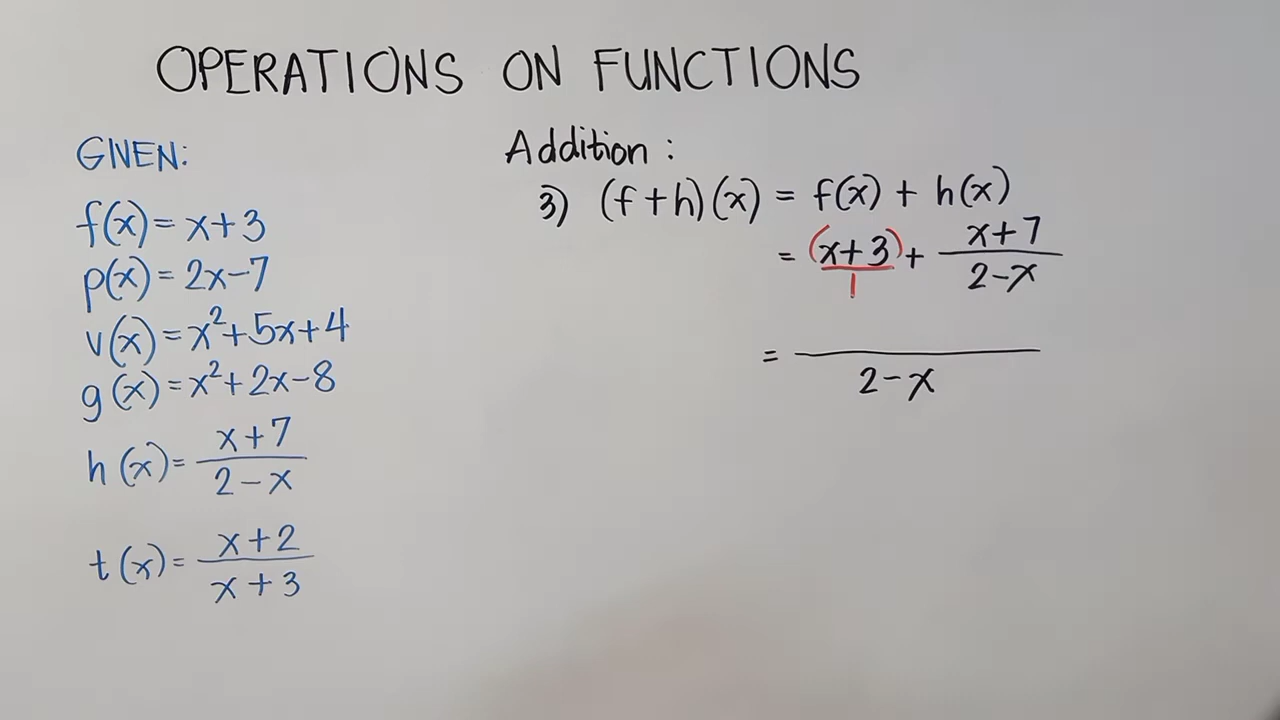 OPERATIONS ON FUNCTIONS
GIVEN:
f(x) = x+3
p(x) = 2x-7
v(x) = x²+5x+4
g(x) = x²+2x-8
h(x) = x+7
2-x
t(x) = x+2
x+3
Addition:
3) (f+h)(x) = f(x) + h(x)
= (x+3) + x+7
1 2-x
=
2-x